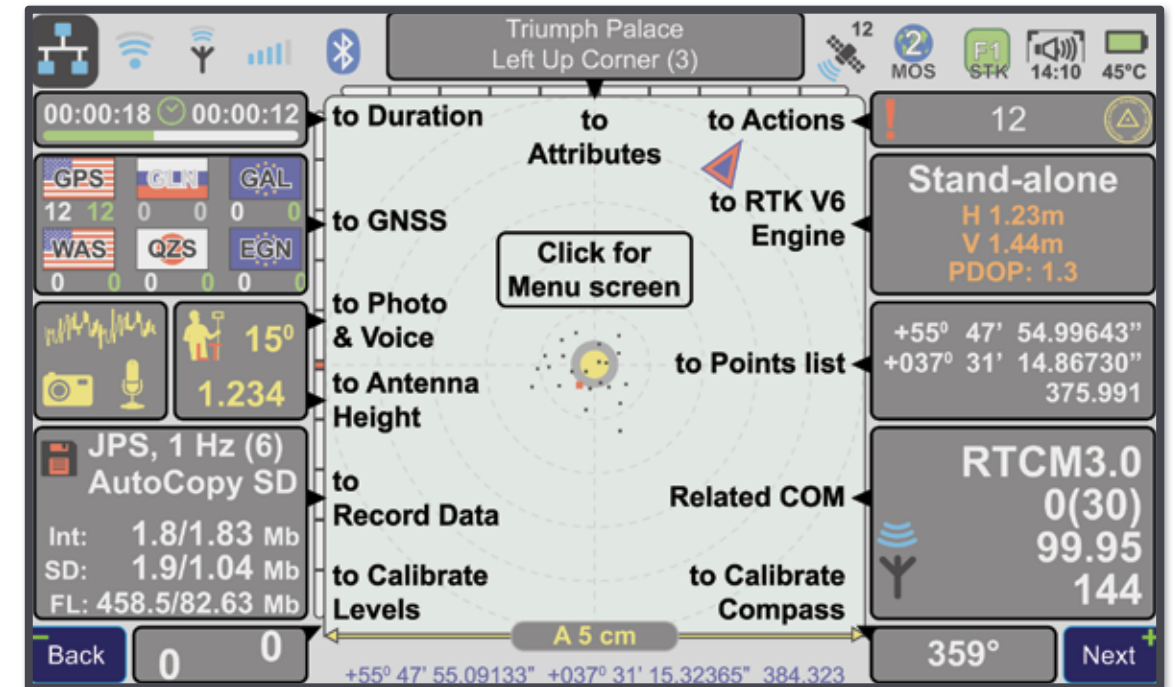 Triumph Palace
Left Up Corner (3)
12
2
MOS
F1
STK
14:10
45°C
00:00:18 00:00:12
to Duration
to
Attributes
to Actions
12
GPS GLN GAL
12 12 0 0 0 0
WAS QZS EGN
0 0 0 0 0 0
to GNSS
to RTK V6
Engine
Stand-alone
H 1.23m
V 1.44m
PDOP: 1.3
Click for
Menu screen
to Photo
& Voice
15⁰
1.234
to Antenna
Height
to Points list
+55⁰ 47’ 54.99643”
+037⁰ 31’ 14.86730”
375.991
JPS, 1 Hz (6)
AutoCopy SD
Int: 1.8/1.83 Mb
SD: 1.9/1.04 Mb
FL: 458.5/82.63 Mb
to
Record Data
Related COM
RTCM3.0
0(30)
99.95
144
to Calibrate
Levels
to Calibrate
Compass
Back
0 0
A 5 cm
359°
Next
+55⁰ 47’ 55.09133” +037⁰ 31’ 15.32365” 384.323